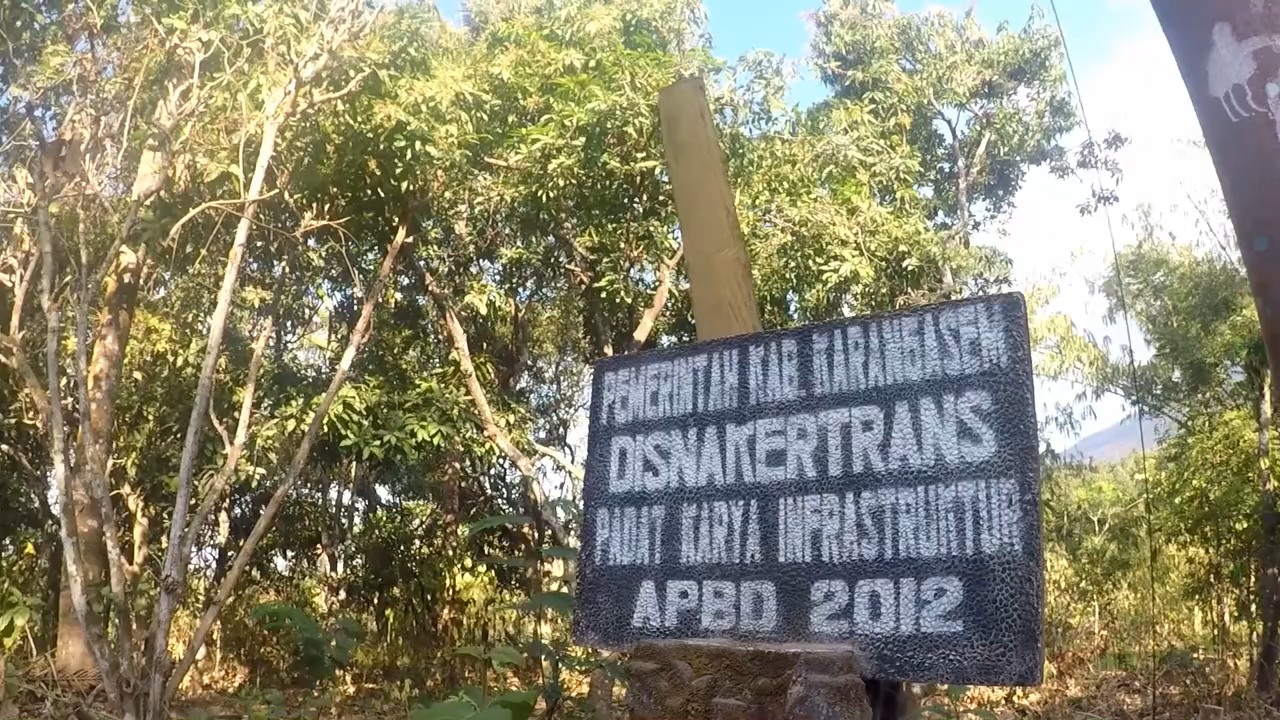 PEMERINTAH KAB KARANGASEM
DISNAKERTRANS
PADAT KARYA INFRASTRUKTUR
APBD 2012